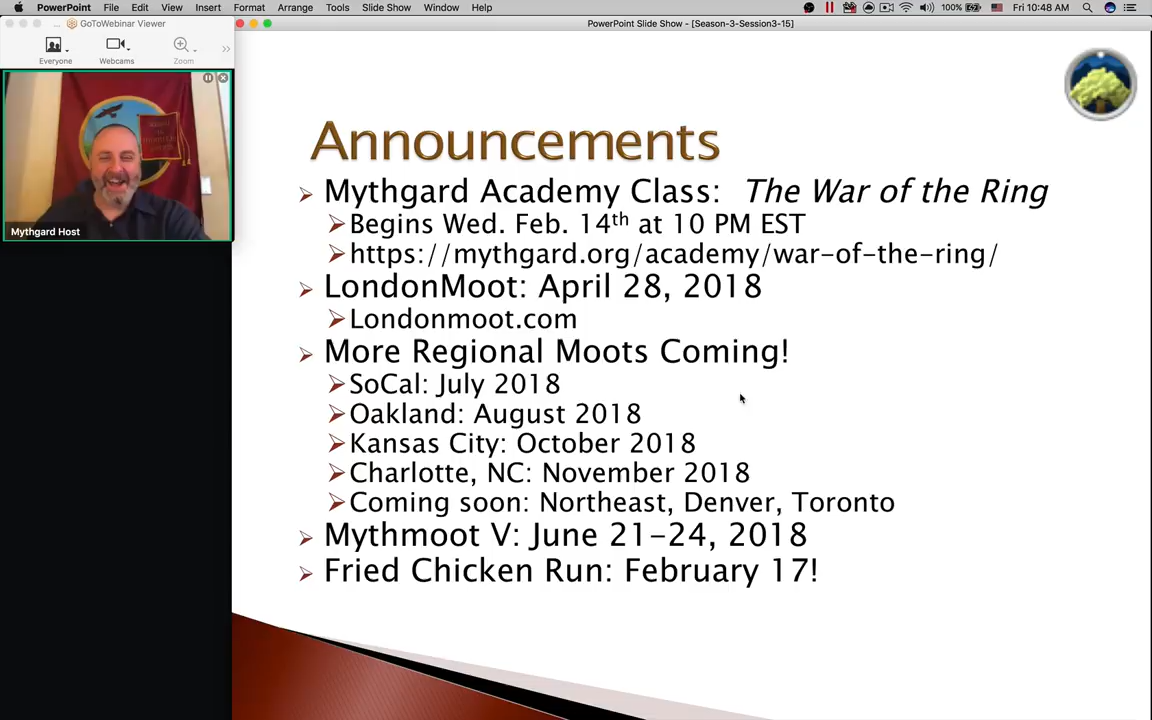 PowerPoint File Edit View Insert Format Arrange Tools Slide Show Window Help 100% Fri 10:48 AM
GoToWebinar Viewer
PowerPoint Slide Show - [Season-3-Session3-15]
Everyone Webcams Zoom
Mythgard Host
Announcements
Mythgard Academy Class: The War of the Ring
Begins Wed. Feb. 14th at 10 PM EST
https://mythgard.org/academy/war-of-the-ring/
LondonMoot: April 28, 2018
Londonmoot.com
More Regional Moots Coming!
SoCal: July 2018
Oakland: August 2018
Kansas City: October 2018
Charlotte, NC: November 2018
Coming soon: Northeast, Denver, Toronto
Mythmoot V: June 21-24, 2018
Fried Chicken Run: February 17!